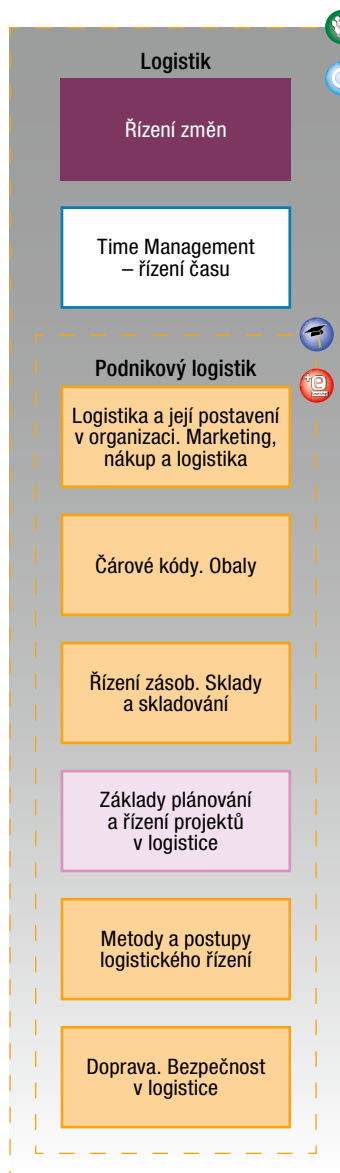 Logistik
Řízení změn
Time Management
– řízení času
Podnikový logistik
+e
Learning
Logistika a její postavení
v organizaci. Marketing,
nákup a logistika
Čárové kódy. Obaly
Řízení zásob. Sklady
a skladování
Základy plánování
a řízení projektů
v logistice
Metody a postupy
logistického řízení
Doprava. Bezpečnost
v logistice